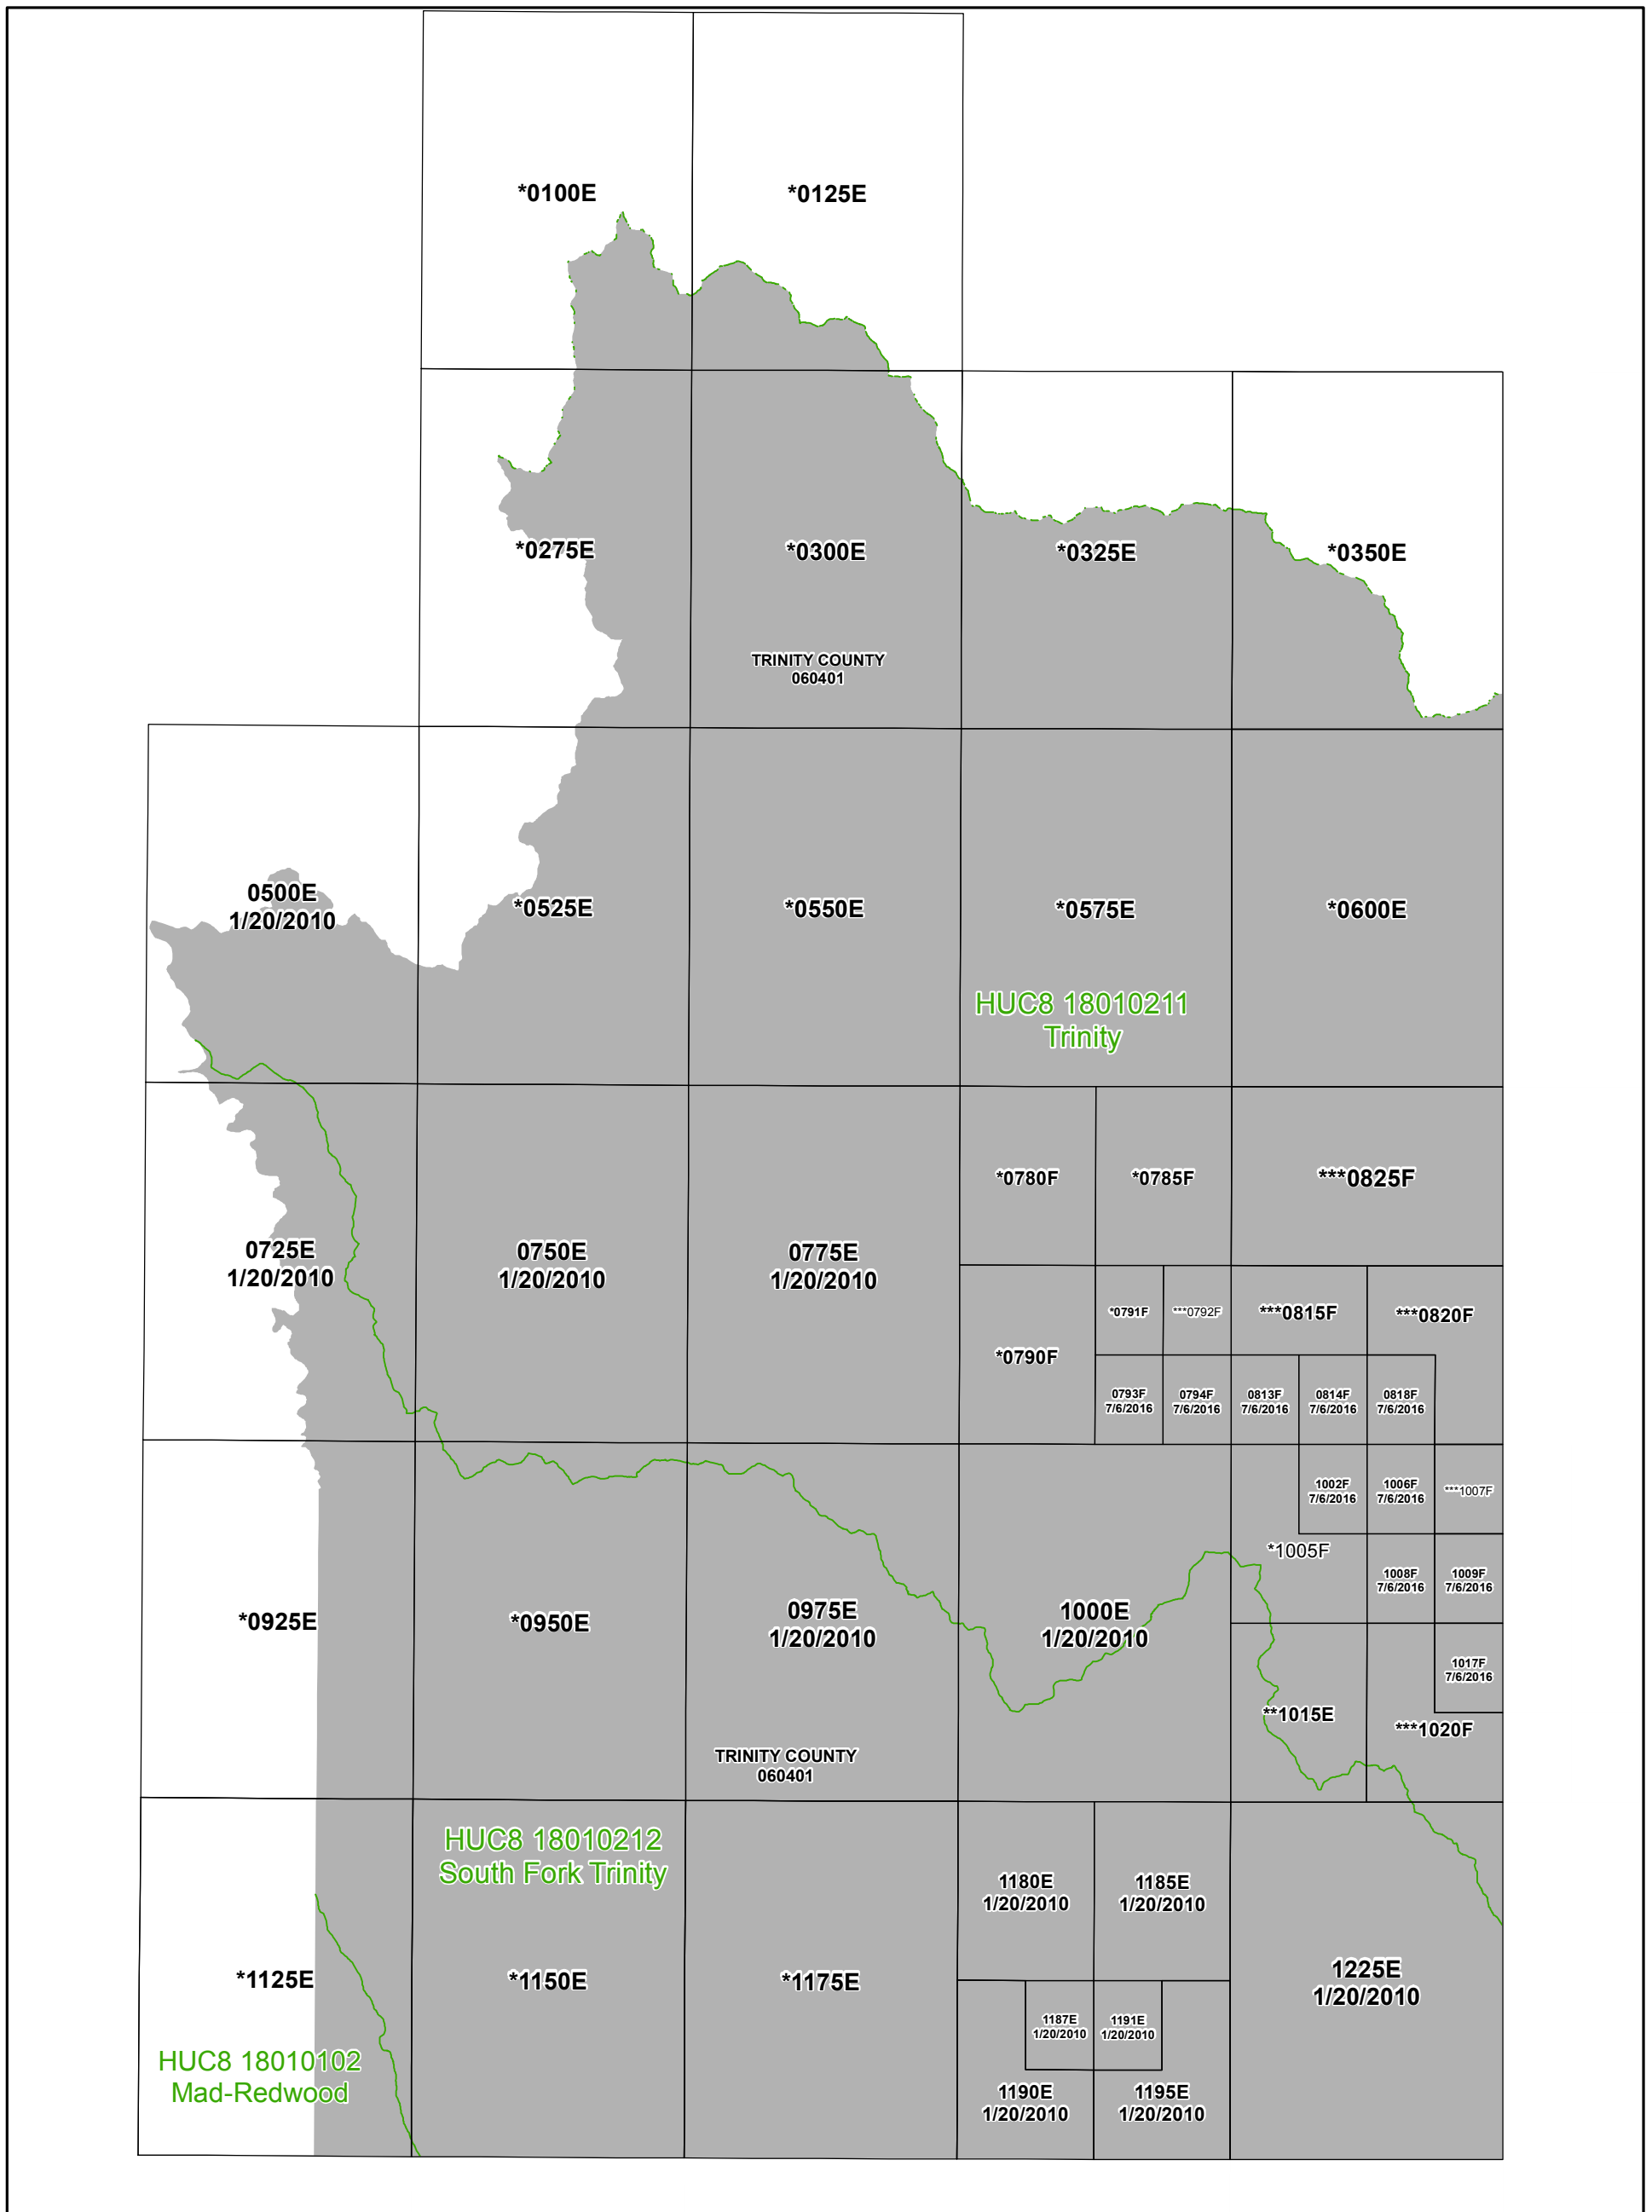 *0100E
*0125E
*0275E
*0300E
*0325E
*0350E
TRINITY COUNTY
060401
0500E
1/20/2010
*0525E
*0550E
*0575E
*0600E
HUC8 18010211
Trinity
*0780F
*0785F
***0825F
0725E
1/20/2010
0750E
1/20/2010
0775E
1/20/2010
*0790F
*0791F
***0792F
***0815F
***0820F
0793F
7/6/2016
0794F
7/6/2016
0813F
7/6/2016
0814F
7/6/2016
0818F
7/6/2016
1002F
7/6/2016
1006F
7/6/2016
***1007F
*1005F
1008F
7/6/2016
1009F
7/6/2016
*0925E
*0950E
0975E
1/20/2010
1000E
1/20/2010
1017F
7/6/2016
**1015E
***1020F
TRINITY COUNTY
060401
HUC8 18010212
South Fork Trinity
1180E
1/20/2010
1185E
1/20/2010
*1125E
*1150E
*1175E
1225E
1/20/2010
1187E
1/20/2010
1191E
1/20/2010
HUC8 18010102
Mad-Redwood
1190E
1/20/2010
1195E
1/20/2010